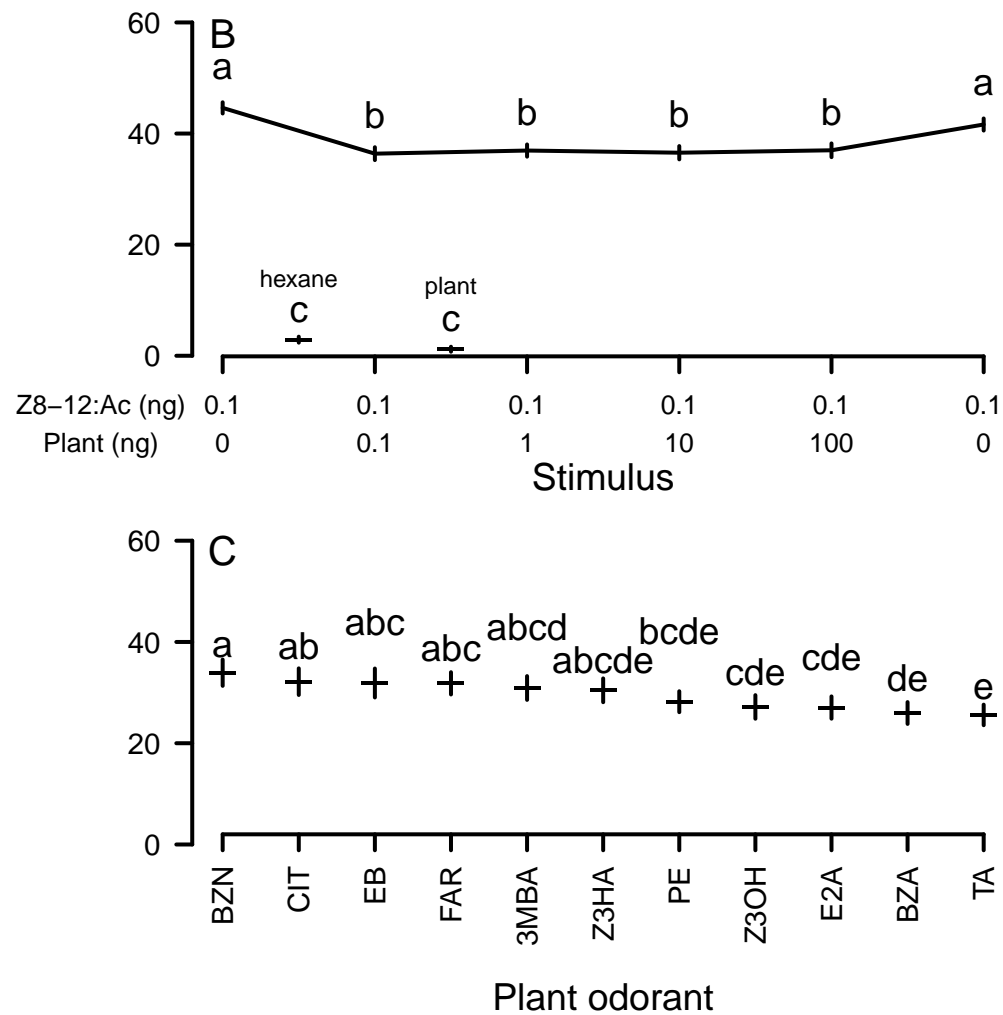 60
B
a
b
b
b
b
a
40
20
hexane
c
plant
c
0
Z8−12:Ac (ng) 0.1 0.1 0.1 0.1 0.1 0.1
Plant (ng) 0 0.1 1 10 100 0
Stimulus
60
C
40
a ab abc abc abcd abcde bcde cde cde de e
20
0
BZN CIT EB FAR 3MBA Z3HA PE Z3OH E2A BZA TA
Plant odorant